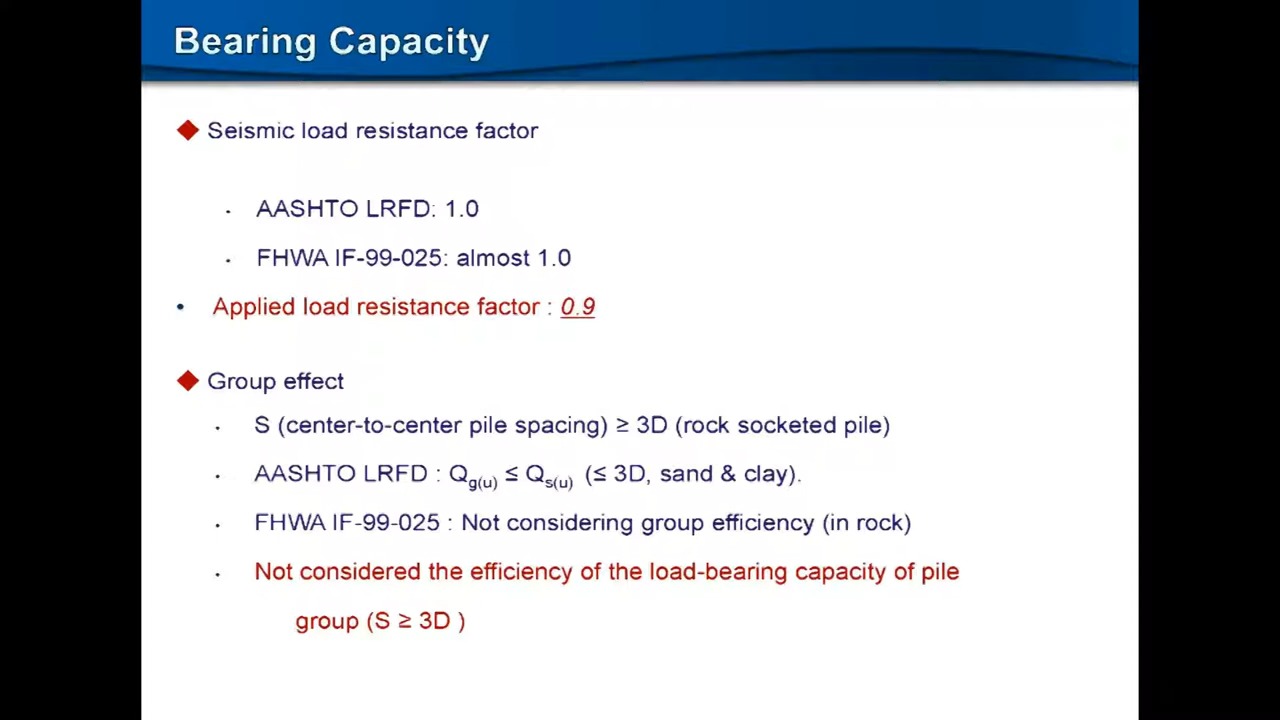 Bearing Capacity
◆ Seismic load resistance factor
· AASHTO LRFD: 1.0
· FHWA IF-99-025: almost 1.0
• Applied load resistance factor : 0.9
◆ Group effect
· S (center-to-center pile spacing) ≥ 3D (rock socketed pile)
· AASHTO LRFD : Qg(u) ≤ Qs(u) (≤ 3D, sand & clay).
· FHWA IF-99-025 : Not considering group efficiency (in rock)
· Not considered the efficiency of the load-bearing capacity of pile
group (S ≥ 3D )